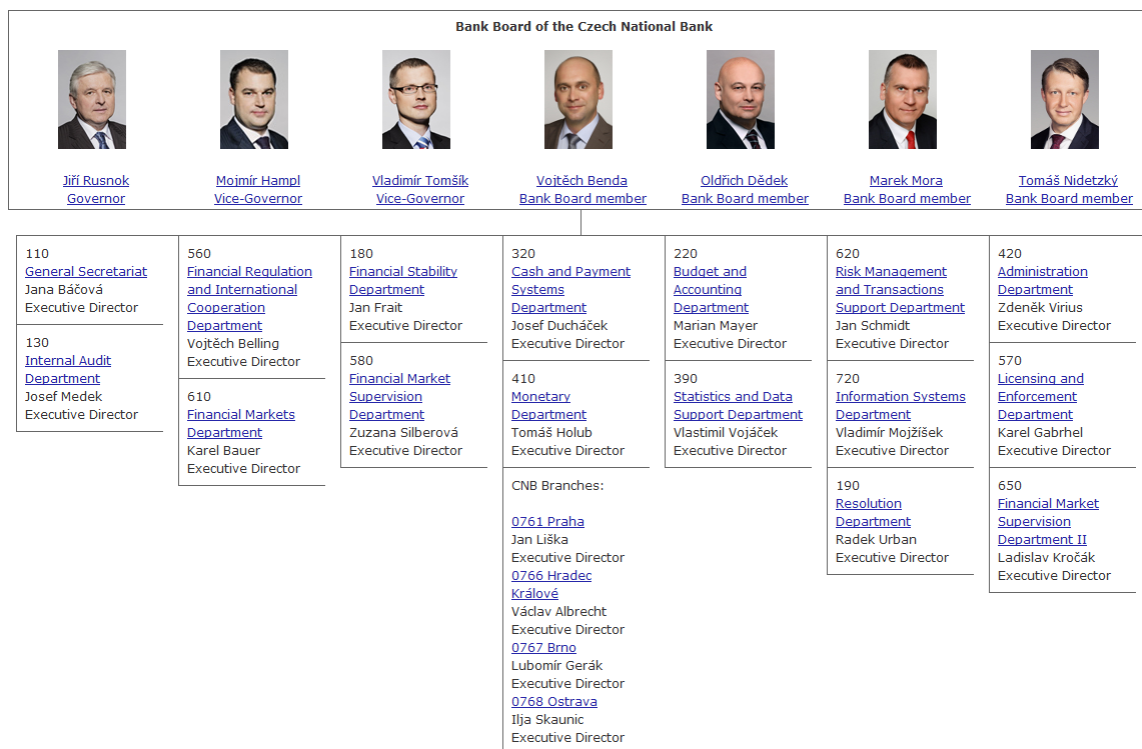 Bank Board of the Czech National Bank
Jiří Rusnok
Governor
Mojmír Hampl
Vice-Governor
Vladimír Tomšík
Vice-Governor
Vojtěch Benda
Bank Board member
Oldřich Dědek
Bank Board member
Marek Mora
Bank Board member
Tomáš Nidetzký
Bank Board member
110
General Secretariat
Jana Báčová
Executive Director
130
Internal Audit
Department
Josef Medek
Executive Director
560
Financial Regulation
and International
Cooperation
Department
Vojtěch Belling
Executive Director
610
Financial Markets
Department
Karel Bauer
Executive Director
180
Financial Stability
Department
Jan Frait
Executive Director
580
Financial Market
Supervision
Department
Zuzana Silberová
Executive Director
320
Cash and Payment
Systems
Department
Josef Ducháček
Executive Director
410
Monetary
Department
Tomáš Holub
Executive Director
CNB Branches:
0761 Praha
Jan Liška
Executive Director
0766 Hradec
Králové
Václav Albrecht
Executive Director
0767 Brno
Lubomír Gerák
Executive Director
0768 Ostrava
Ilja Skaunic
Executive Director
220
Budget and
Accounting
Department
Marian Mayer
Executive Director
390
Statistics and Data
Support Department
Vlastimil Vojáček
Executive Director
620
Risk Management
and Transactions
Support Department
Jan Schmidt
Executive Director
720
Information Systems
Department
Vladimír Mojžíšek
Executive Director
190
Resolution
Department
Radek Urban
Executive Director
420
Administration
Department
Zdeněk Virius
Executive Director
570
Licensing and
Enforcement
Department
Karel Gabrhel
Executive Director
650
Financial Market
Supervision
Department II
Ladislav Kročák
Executive Director